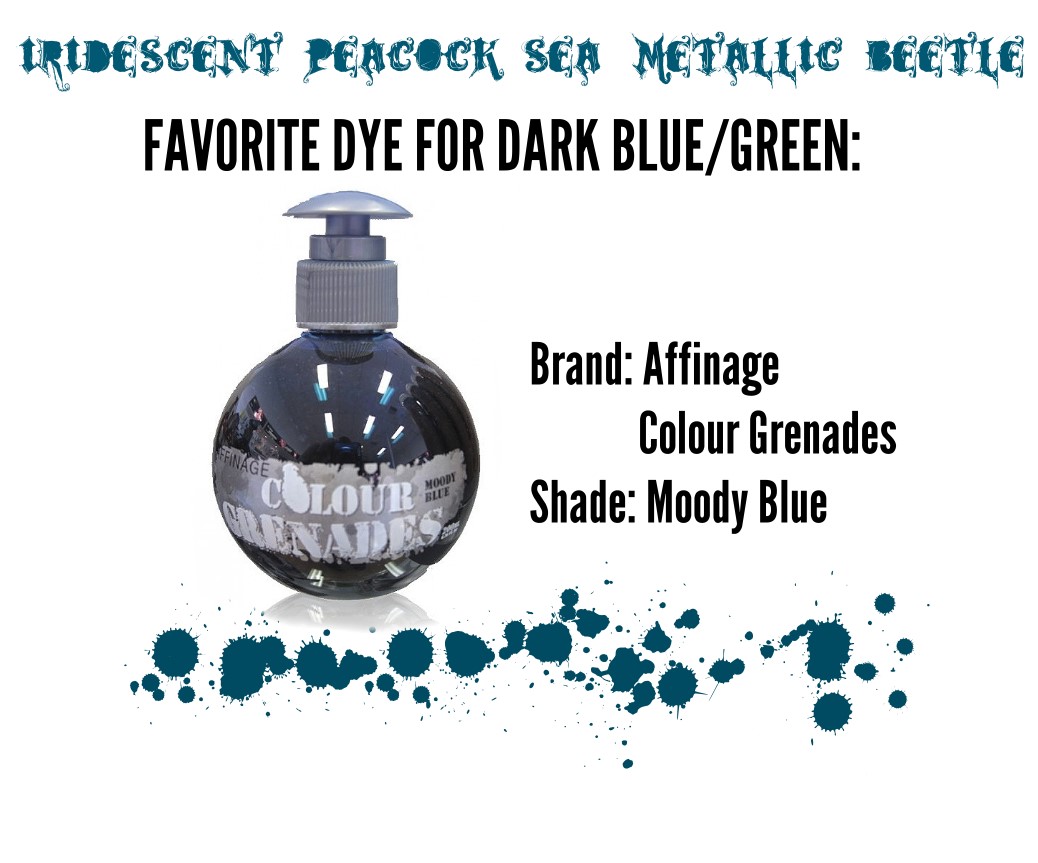 IRIDESCENT PEACOCK SEA METALLIC BEETLE
FAVORITE DYE FOR DARK BLUE/GREEN:
Brand: Affinage
Colour Grenades
Shade: Moody Blue
AFFINAGE
COLOUR
MOODY
BLUE
GRENADES